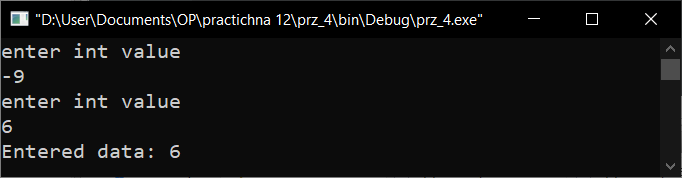 "D:\User\Documents\OP\practichna 12\prz_4\bin\Debug\prz_4.exe"
enter int value
-9
enter int value
6
Entered data: 6